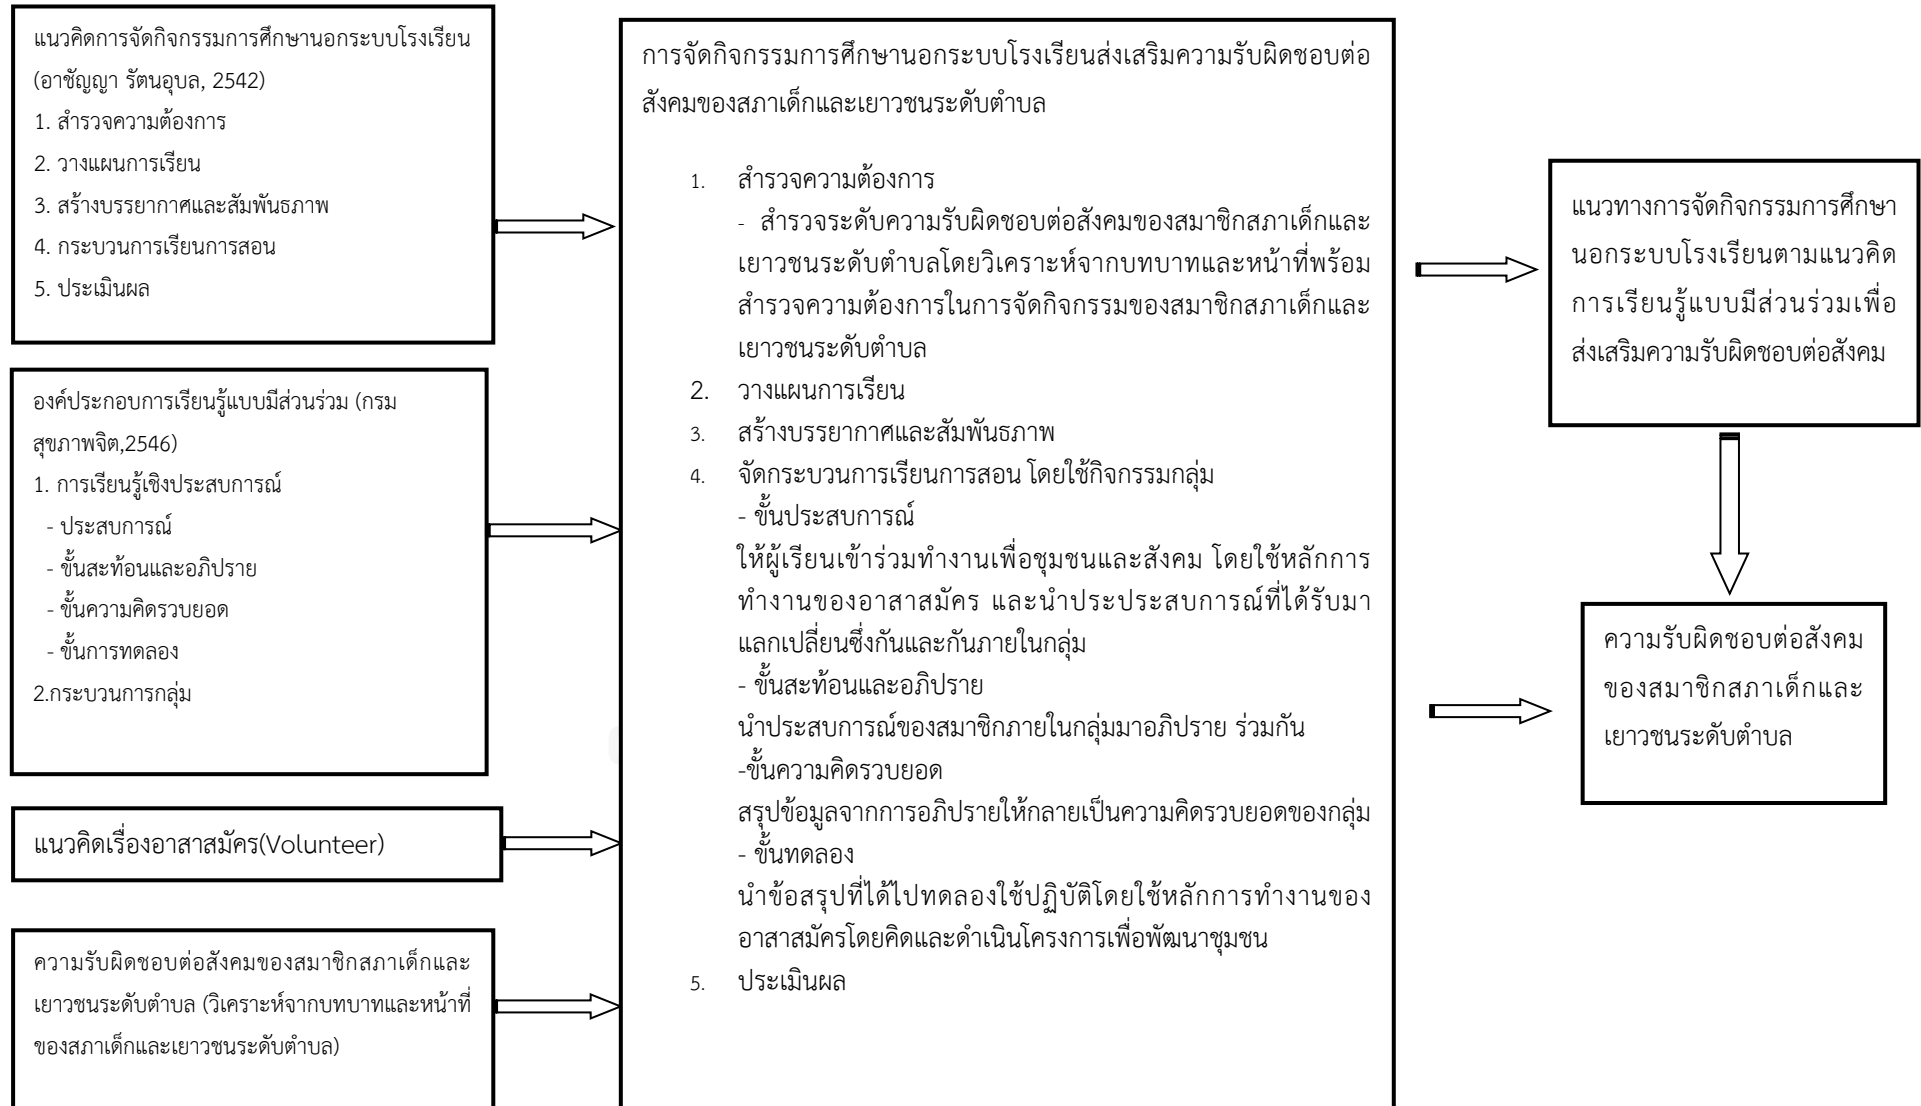 แนวคิดการจัดกิจกรรมการศึกษานอกระบบโรงเรียน
(อาชัญญา รัตนอุบล, 2542)
1. สำรวจความต้องการ
2. วางแผนการเรียน
3. สร้างบรรยากาศและสัมพันธภาพ
4. กระบวนการเรียนการสอน
5. ประเมินผล
องค์ประกอบการเรียนรู้แบบมีส่วนร่วม (กรม
สุขภาพจิต,2546)
1. การเรียนรู้เชิงประสบการณ์
- ประสบการณ์
- ขั้นสะท้อนและอภิปราย
- ขั้นความคิดรวบยอด
- ขั้นการทดลอง
2.กระบวนการกลุ่ม
แนวคิดเรื่องอาสาสมัคร(Volunteer)
ความรับผิดชอบต่อสังคมของสมาชิกสภาเด็กและ
เยาวชนระดับตำบล (วิเคราะห์จากบทบาทและหน้าที่
ของสภาเด็กและเยาวชนระดับตำบล)
การจัดกิจกรรมการศึกษานอกระบบโรงเรียนส่งเสริมความรับผิดชอบต่อ
สังคมของสภาเด็กและเยาวชนระดับตำบล
1. สำรวจความต้องการ
- สำรวจระดับความรับผิดชอบต่อสังคมของสมาชิกสภาเด็กและ
เยาวชนระดับตำบลโดยวิเคราะห์จากบทบาทและหน้าที่พร้อม
สำรวจความต้องการในการจัดกิจกรรมของสมาชิกสภาเด็กและ
เยาวชนระดับตำบล
2. วางแผนการเรียน
3. สร้างบรรยากาศและสัมพันธภาพ
4. จัดกระบวนการเรียนการสอน โดยใช้กิจกรรมกลุ่ม
- ขั้นประสบการณ์
ให้ผู้เรียนเข้าร่วมทำงานเพื่อชุมชนและสังคม โดยใช้หลักการ
ทำงานของอาสาสมัคร และนำประประสบการณ์ที่ได้รับมา
แลกเปลี่ยนซึ่งกันและกันภายในกลุ่ม
- ขั้นสะท้อนและอภิปราย
นำประสบการณ์ของสมาชิกภายในกลุ่มมาอภิปราย ร่วมกัน
-ขั้นความคิดรวบยอด
สรุปข้อมูลจากการอภิปรายให้กลายเป็นความคิดรวบยอดของกลุ่ม
- ขั้นทดลอง
นำข้อสรุปที่ได้ไปทดลองใช้ปฏิบัติโดยใช้หลักการทำงานของ
อาสาสมัครโดยคิดและดำเนินโครงการเพื่อพัฒนาชุมชน
5. ประเมินผล
แนวทางการจัดกิจกรรมการศึกษา
นอกระบบโรงเรียนตามแนวคิด
การเรียนรู้แบบมีส่วนร่วมเพื่อ
ส่งเสริมความรับผิดชอบต่อสังคม
ความรับผิดชอบต่อสังคม
ของสมาชิกสภาเด็กและ
เยาวชนระดับตำบล